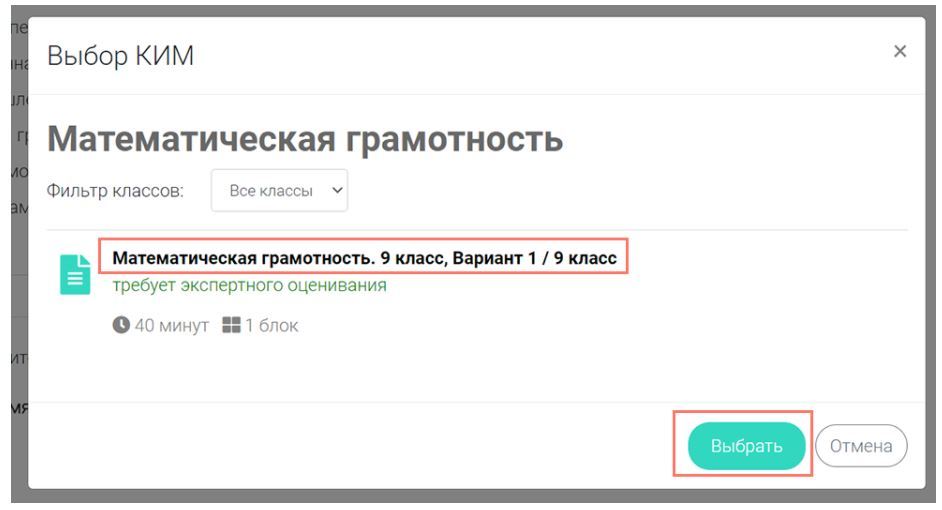 Выбор КИМ
×
Математическая грамотность
Фильтр классов: Все классы
Математическая грамотность. 9 класс, Вариант 1 / 9 класс
требует экспертного оценивания
40 минут 1 блок
Выбрать Отмена